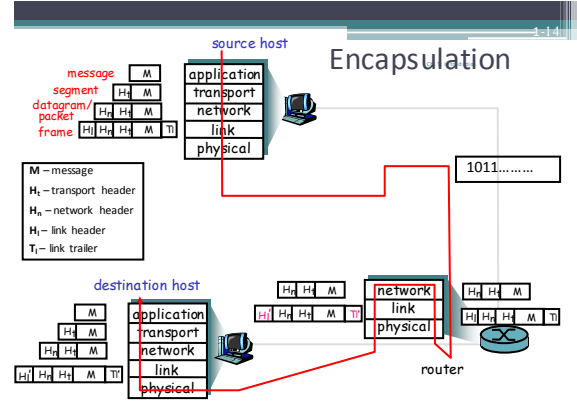 1-14
Encapsulation
source host
message M application
segment Ht M transport
datagram/
packet Hn Ht M network
frame Hl Hn Ht M Tl link
physical
M – message
Ht – transport header
Hn – network header
Hl – link header
Tl – link trailer
1011………
destination host
M application
Ht M transport
Hn Ht M network
Hl' Hn Ht M Tl' link
physical
Hn Ht M network Hn Ht M
Hl' Hn Ht M Tl' link Hl Hn Ht M Tl
physical
router